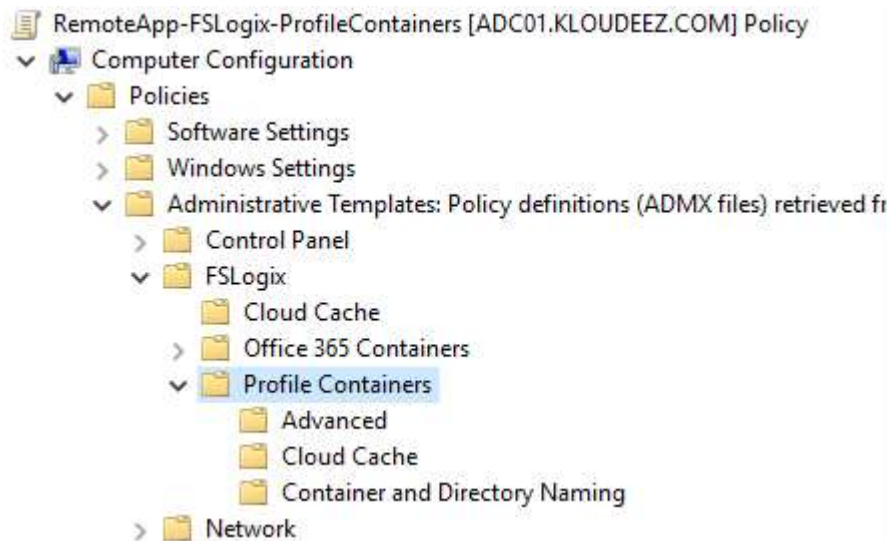 RemoteApp-FSLogix-ProfileContainers [ADC01.KLOUDEEZ.COM] Policy
Computer Configuration
Policies
Software Settings
Windows Settings
Administrative Templates: Policy definitions (ADMX files) retrieved fr
Control Panel
FSLogix
Cloud Cache
Office 365 Containers
Profile Containers
Advanced
Cloud Cache
Container and Directory Naming
Network